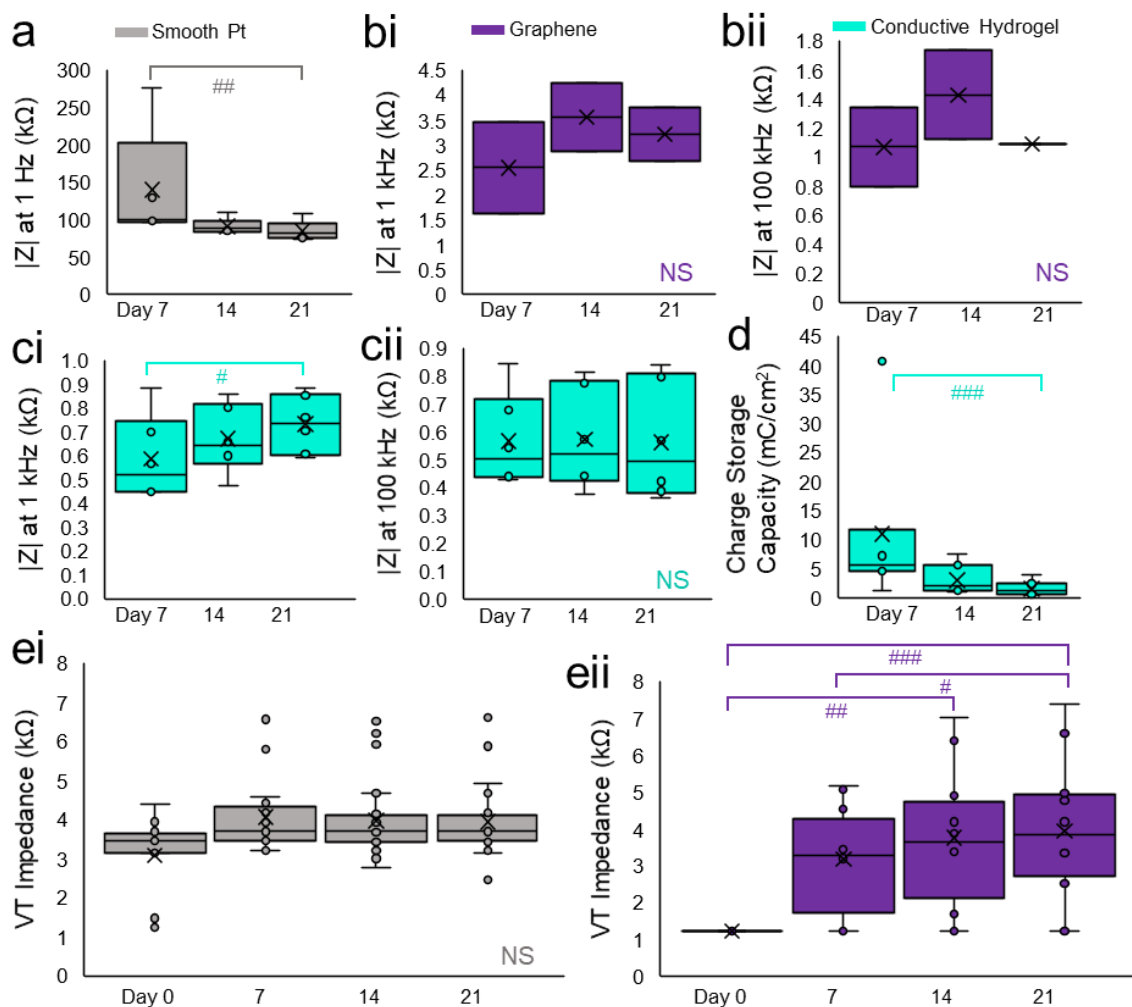 a
Smooth Pt
bi
Graphene
bii
Conductive Hydrogel
|Z| at 1 Hz (kΩ)
300
250
200
150
100
50
0
##
Day 7 14 21
|Z| at 1 kHz (kΩ)
4.5
4
3.5
3
2.5
2
1.5
1
0.5
0
NS
Day 7 14 21
|Z| at 100 kHz (kΩ)
1.8
1.6
1.4
1.2
1
0.8
0.6
0.4
0.2
0
NS
Day 7 14 21
ci
|Z| at 1 kHz (kΩ)
1.0
0.9
0.8
0.7
0.6
0.5
0.4
0.3
0.2
0.1
0.0
#
Day 7 14 21
cii
|Z| at 100 kHz (kΩ)
0.9
0.8
0.7
0.6
0.5
0.4
0.3
0.2
0.1
0.0
NS
Day 7 14 21
d
Charge Storage
Capacity (mC/cm²)
45
40
35
30
25
20
15
10
5
0
###
Day 7 14 21
ei
VT Impedance (kΩ)
8
7
6
5
4
3
2
1
0
NS
Day 0 7 14 21
eii
VT Impedance (kΩ)
8
7
6
5
4
3
2
1
0
###
#
##
Day 0 7 14 21